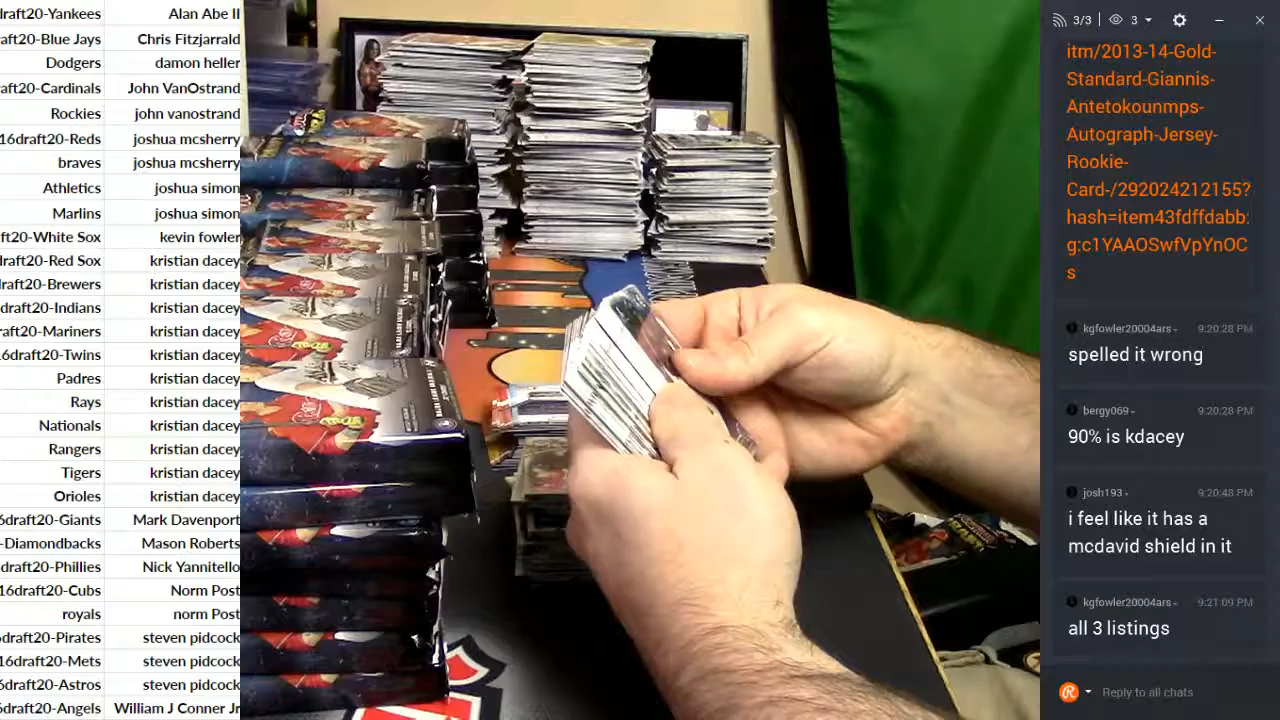 draft20-Yankees Alan Abe II
aft20-Blue Jays Chris Fitzjarrald
Dodgers damon heller
raft20-Cardinals John VanOstrand
Rockies john vanostrand
16draft20-Reds joshua mcsherry
braves joshua mcsherry
Athletics joshua simon
Marlins joshua simon
ft20-White Sox kevin fowler
draft20-Red Sox kristian dacey
draft20-Brewers kristian dacey
draft20-Indians kristian dacey
raft20-Mariners kristian dacey
6draft20-Twins kristian dacey
Padres kristian dacey
Rays kristian dacey
Nationals kristian dacey
Rangers kristian dacey
Tigers kristian dacey
Orioles kristian dacey
6draft20-Giants Mark Davenport
-Diamondbacks Mason Roberts
draft20-Phillies Nick Yannitello
16draft20-Cubs Norm Post
royals norm Post
draft20-Pirates steven pidcock
16draft20-Mets steven pidcock
6draft20-Astros steven pidcock
6draft20-Angels William J Conner Jr
3/3 3
itm/2013-14-Gold-
Standard-Giannis-
Antetokounmps-
Autograph-Jersey-
Rookie-
Card-/292024212155?
hash=item43fdffdabb:
g:c1YAAOSwfVpYnOC
s
kgfowler20004ars 9:20:28 PM
spelled it wrong
bergy069 9:20:28 PM
90% is kdacey
josh193 9:20:48 PM
i feel like it has a
mcdavid shield in it
kgfowler20004ars 9:21:09 PM
all 3 listings
Reply to all chats